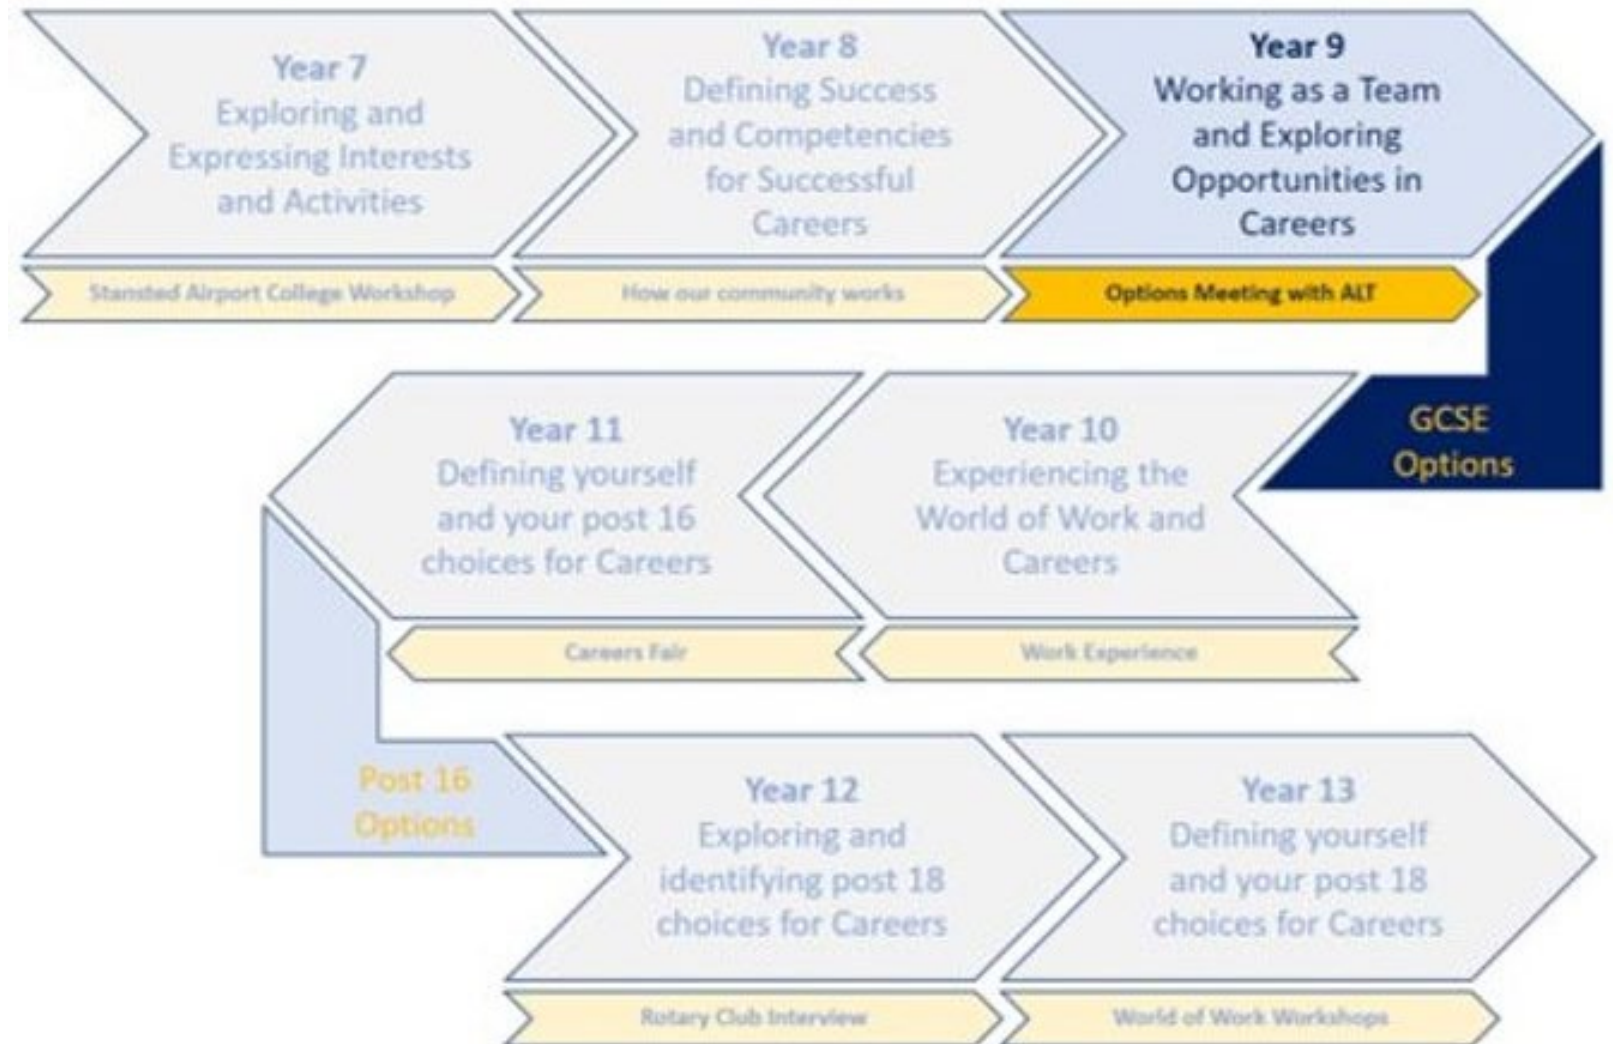 Year 7
Exploring and
Expressing Interests
and Activities
Stansted Airport College Workshop
Year 8
Defining Success
and Competencies
for Successful
Careers
How our community works
Year 9
Working as a Team
and Exploring
Opportunities in
Careers
Options Meeting with ALT
GCSE
Options
Year 10
Experiencing the
World of Work and
Careers
Work Experience
Year 11
Defining yourself
and your post 16
choices for Careers
Careers Fair
Post 16
Options
Year 12
Exploring and
identifying post 18
choices for Careers
Rotary Club Interview
Year 13
Defining yourself
and your post 18
choices for Careers
World of Work Workshops